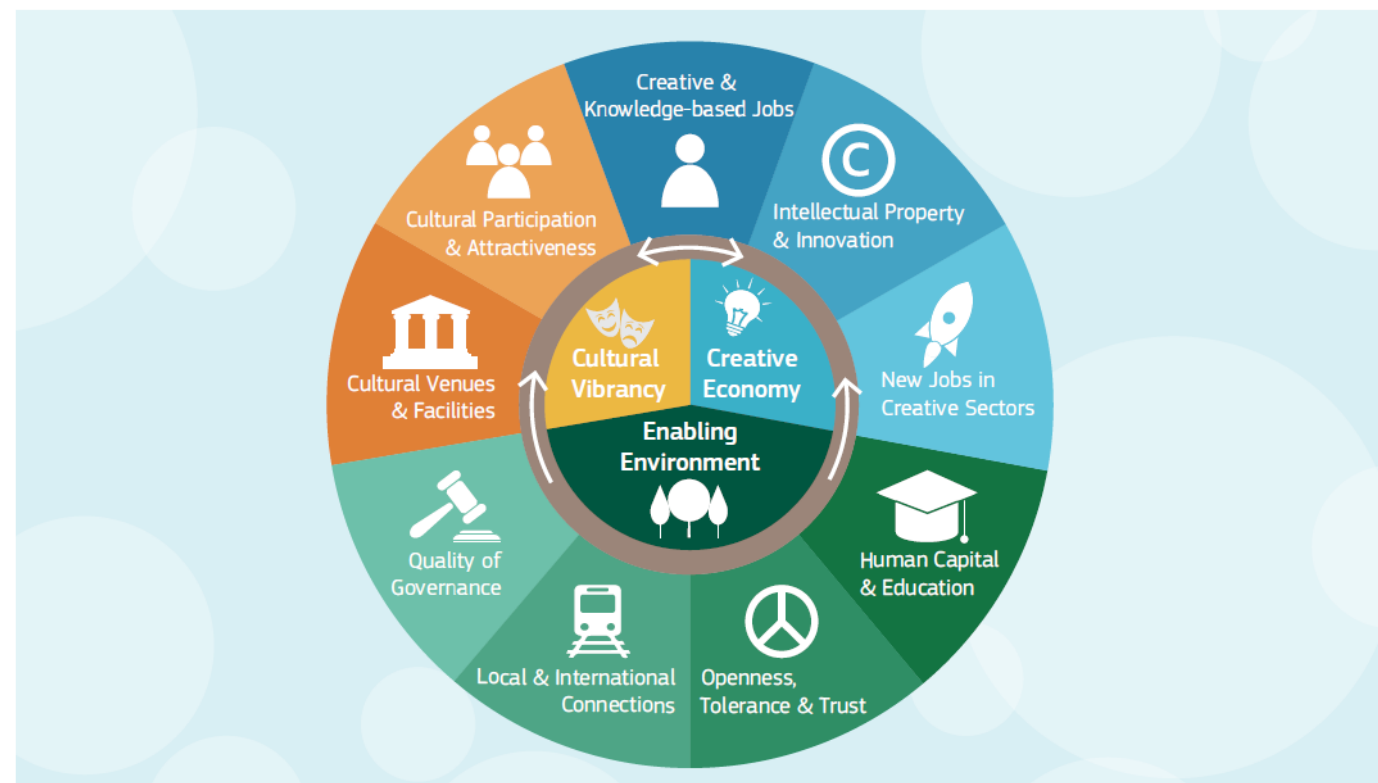 Creative &
Knowledge-based Jobs
Intellectual Property
& Innovation
New Jobs in
Creative Sectors
Human Capital
& Education
Openness,
Tolerance & Trust
Local & International
Connections
Quality of
Governance
Cultural Venues
& Facilities
Cultural Participation
& Attractiveness
Cultural
Vibrancy
Creative
Economy
Enabling
Environment
C